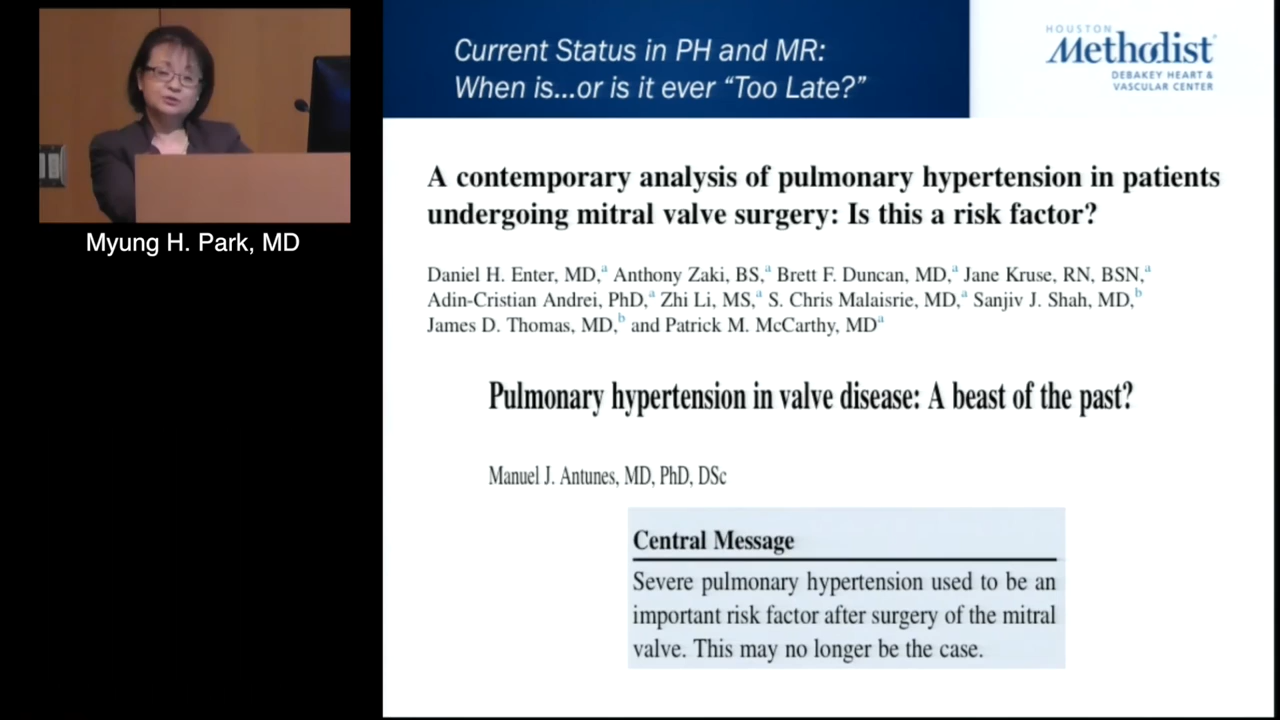 Myung H. Park, MD
Current Status in PH and MR:
When is...or is it ever “Too Late?”
HOUSTON
Methodist
DEBAKEY HEART &
VASCULAR CENTER
A contemporary analysis of pulmonary hypertension in patients
undergoing mitral valve surgery: Is this a risk factor?
Daniel H. Enter, MD,a Anthony Zaki, BS,a Brett F. Duncan, MD,a Jane Kruse, RN, BSN,a
Adin-Cristian Andrei, PhD,a Zhi Li, MS,a S. Chris Malaisrie, MD,a Sanjiv J. Shah, MD,b
James D. Thomas, MD,b and Patrick M. McCarthy, MDa
Pulmonary hypertension in valve disease: A beast of the past?
Manuel J. Antunes, MD, PhD, DSc
Central Message
Severe pulmonary hypertension used to be an
important risk factor after surgery of the mitral
valve. This may no longer be the case.